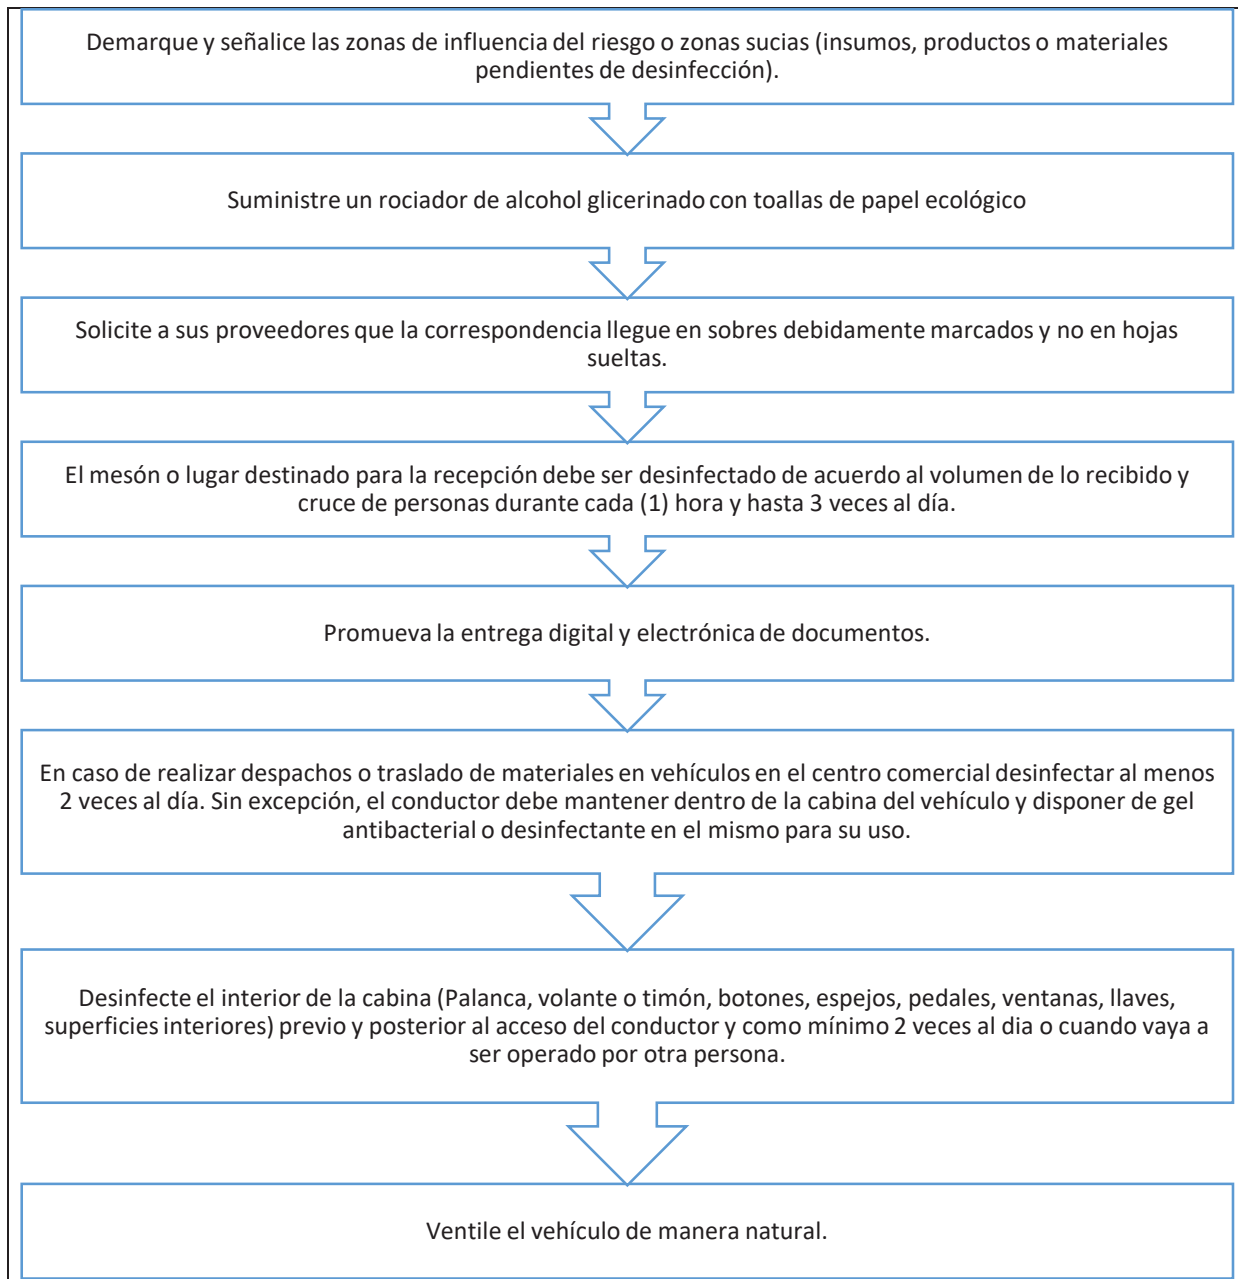 Demarque y señalice las zonas de influencia del riesgo o zonas sucias (insumos, productos o materiales
pendientes de desinfección).
Suministre un rociador de alcohol glicerinado con toallas de papel ecológico
Solicite a sus proveedores que la correspondencia llegue en sobres debidamente marcados y no en hojas
sueltas.
El mesón o lugar destinado para la recepción debe ser desinfectado de acuerdo al volumen de lo recibido y
cruce de personas durante cada (1) hora y hasta 3 veces al día.
Promueva la entrega digital y electrónica de documentos.
En caso de realizar despachos o traslado de materiales en vehículos en el centro comercial desinfectar al menos
2 veces al día. Sin excepción, el conductor debe mantener dentro de la cabina del vehículo y disponer de gel
antibacterial o desinfectante en el mismo para su uso.
Desinfecte el interior de la cabina (Palanca, volante o timón, botones, espejos, pedales, ventanas, llaves,
superficies interiores) previo y posterior al acceso del conductor y como mínimo 2 veces al dia o cuando vaya a
ser operado por otra persona.
Ventile el vehículo de manera natural.